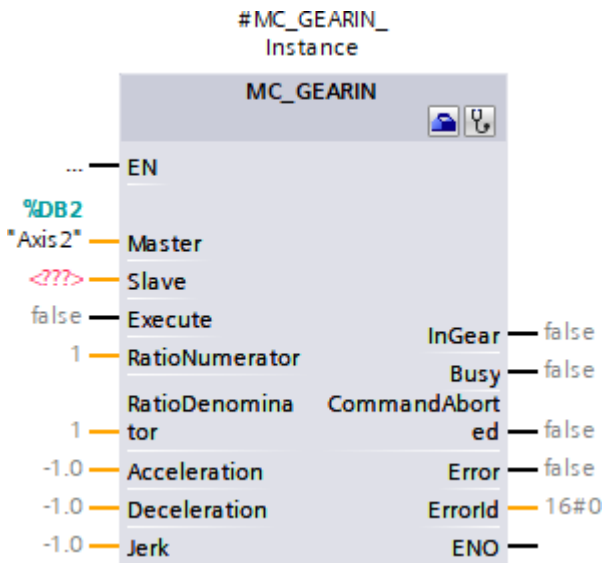 #MC_GEARIN_
Instance
MC_GEARIN
... EN
%DB2
"Axis2" Master
<???> Slave
false Execute
InGear false
1 RatioNumerator
Busy false
RatioDenomina CommandAbort
1 tor ed false
-1.0 Acceleration Error false
-1.0 Deceleration ErrorId 16#0
-1.0 Jerk ENO